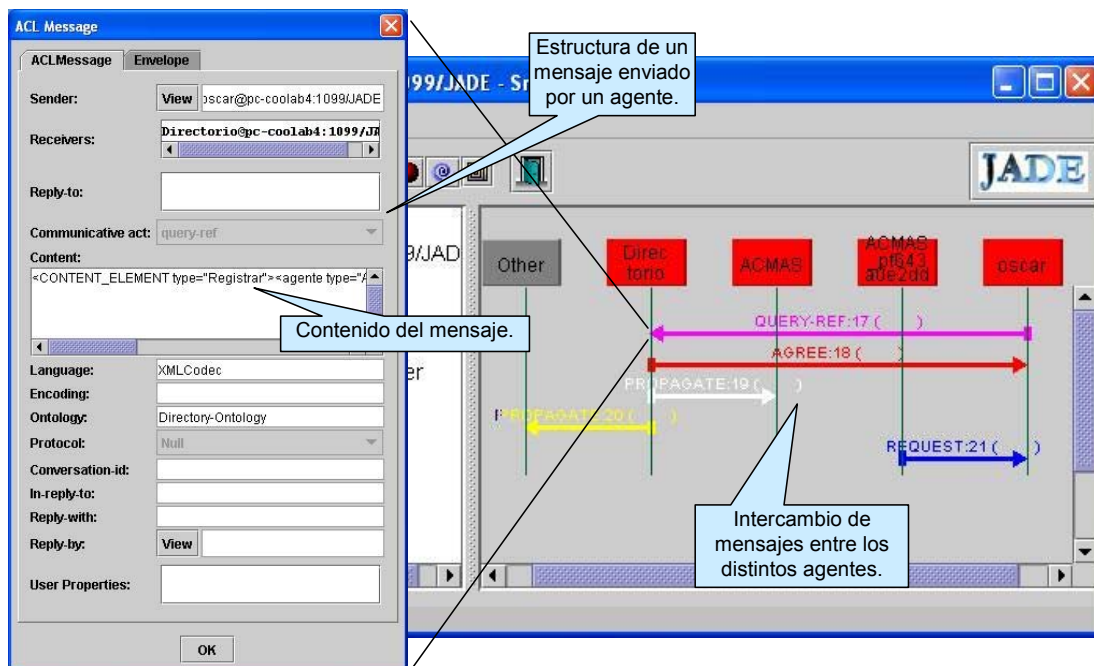 ACL Message
ACLMessage
Envelope
Sender:
View
oscar@pc-coolab4:1099/JADE
Receivers:
Directorio@pc-coolab4:1099/JA
Reply-to:
Communicative act:
query-ref
Content:
<CONTENT_ELEMENT type="Registrar"><agente type="A
Language:
XMLCodec
Encoding:
Ontology:
Directory-Ontology
Protocol:
Null
Conversation-id:
In-reply-to:
Reply-with:
Reply-by:
View
User Properties:
OK
Estructura de un
mensaje enviado
por un agente.
Contenido del mensaje.
099/JADE - Sn
JADE
9/JAD
er
Other
Direc
torio
ACMAS
ACMAS
pf643
a0e2dd
oscar
QUERY-REF:17 ( )
AGREE:18 ( )
PROPAGATE:19 ( )
PROPAGATE:20 ( )
REQUEST:21 ( )
Intercambio de
mensajes entre los
distintos agentes.